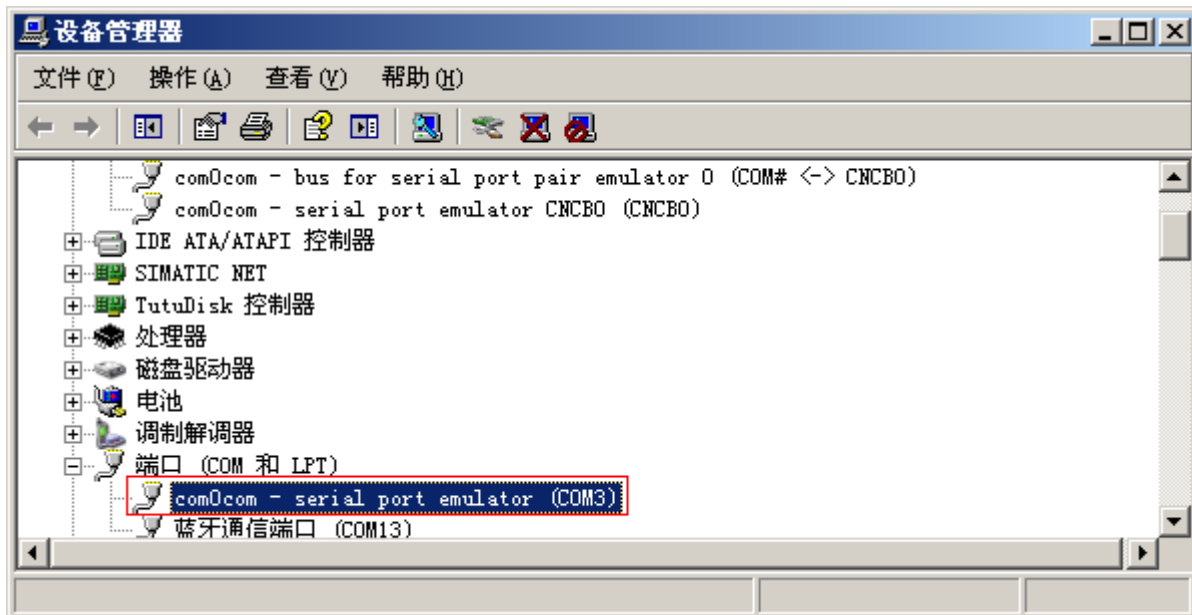 设备管理器
文件(F) 操作(A) 查看(V) 帮助(H)
com0com - bus for serial port pair emulator 0 (COM# <-> CNCB0)
com0com - serial port emulator CNCB0 (CNCB0)
IDE ATA/ATAPI 控制器
SIMATIC NET
TutuDisk 控制器
处理器
磁盘驱动器
电池
调制解调器
端口 (COM 和 LPT)
com0com - serial port emulator (COM3)
蓝牙通信端口 (COM13)